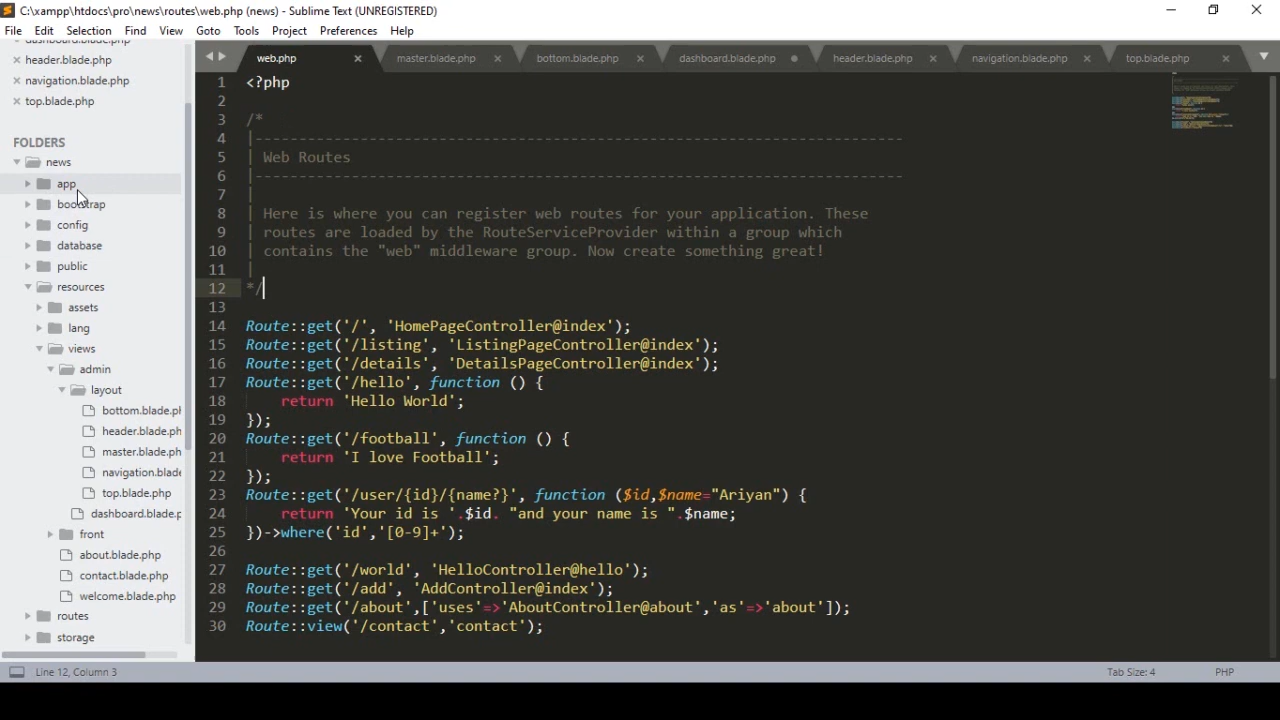 C:\xampp\htdocs\pro\news\routes\web.php (news) - Sublime Text (UNREGISTERED)
File Edit Selection Find View Goto Tools Project Preferences Help
dashboard.blade.php
header.blade.php
navigation.blade.php
top.blade.php
FOLDERS
news
app
bootstrap
config
database
public
resources
assets
lang
views
admin
layout
bottom.blade.ph
header.blade.ph
master.blade.ph
navigation.blade
top.blade.php
dashboard.blade.p
front
about.blade.php
contact.blade.php
welcome.blade.php
routes
storage
web.php master.blade.php bottom.blade.php dashboard.blade.php header.blade.php navigation.blade.php top.blade.php
1 <?php
2
3 /*
4 |--------------------------------------------------------------------------
5 | Web Routes
6 |--------------------------------------------------------------------------
7 |
8 | Here is where you can register web routes for your application. These
9 | routes are loaded by the RouteServiceProvider within a group which
10 | contains the "web" middleware group. Now create something great!
11 |
12 */
13
14 Route::get('/', 'HomePageController@index');
15 Route::get('/listing', 'ListingPageController@index');
16 Route::get('/details', 'DetailsPageController@index');
17 Route::get('/hello', function () {
18 return 'Hello World';
19 });
20 Route::get('/football', function () {
21 return 'I love Football';
22 });
23 Route::get('/user/{id}/{name?}', function ($id,$name="Ariyan") {
24 return 'Your id is '.$id. "and your name is ".$name;
25 })->where('id','[0-9]+');
26
27 Route::get('/world', 'HelloController@hello');
28 Route::get('/add', 'AddController@index');
29 Route::get('/about',['uses'=>'AboutController@about','as'=>'about']);
30 Route::view('/contact','contact');
Line 12, Column 3 Tab Size: 4 PHP